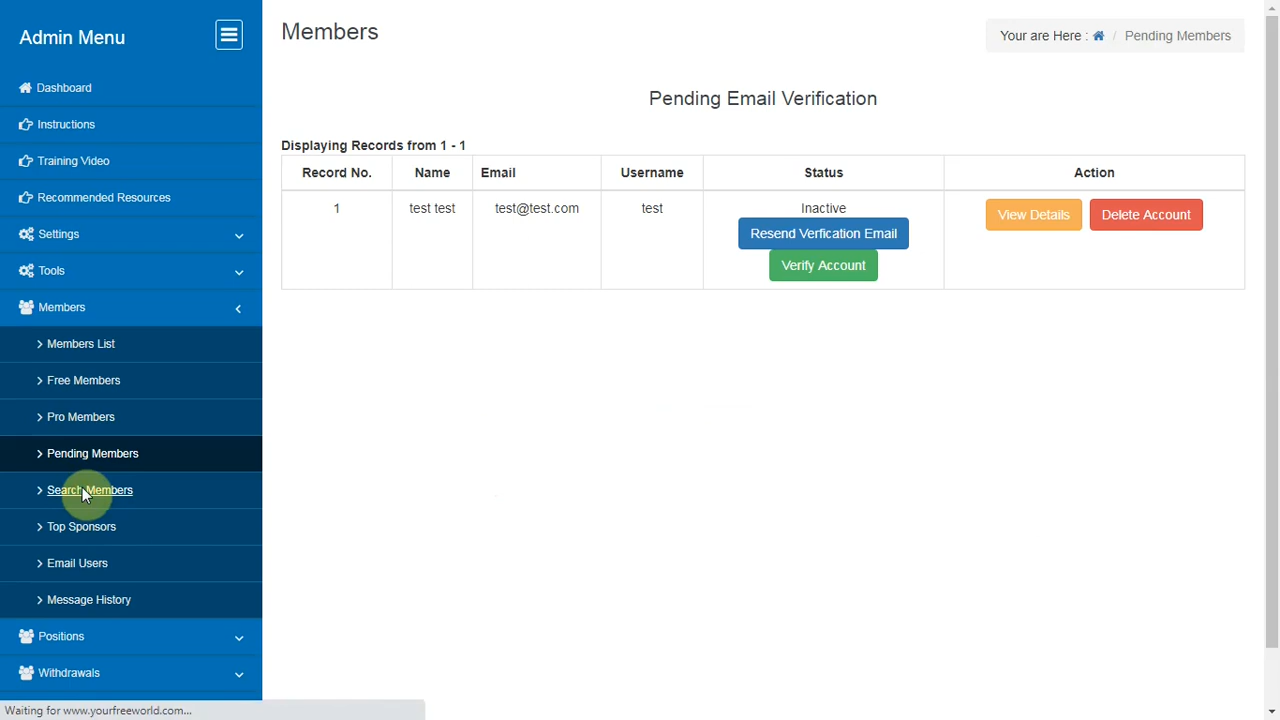 Admin Menu
Dashboard
Instructions
Training Video
Recommended Resources
Settings
Tools
Members
Members List
Free Members
Pro Members
Pending Members
Search Members
Top Sponsors
Email Users
Message History
Positions
Withdrawals
Waiting for www.yourfreeworld.com...
Members
Your are Here : / Pending Members
Pending Email Verification
Displaying Records from 1 - 1
Record No. Name Email Username Status Action
1 test test test@test.com test Inactive View Details Delete Account
Resend Verfication Email
Verify Account